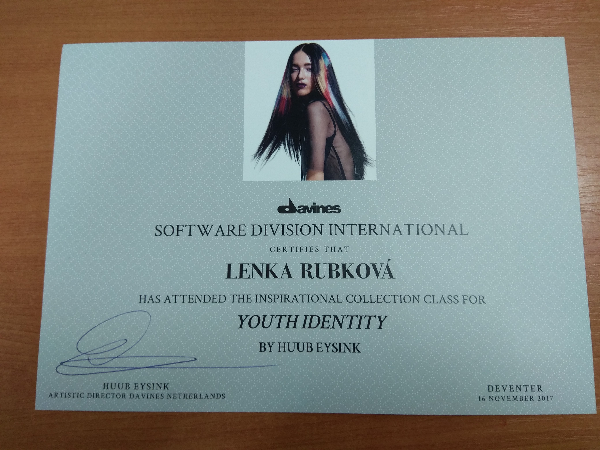 davines
SOFTWARE DIVISION INTERNATIONAL
CERTIFIES THAT
LENKA RUBKOVÁ
HAS ATTENDED THE INSPIRATIONAL COLLECTION CLASS FOR
YOUTH IDENTITY
BY HUUB EYSINK
HUUB EYSINK
ARTISTIC DIRECTOR DAVINES NETHERLANDS
DEVENTER
16 NOVEMBER 2017